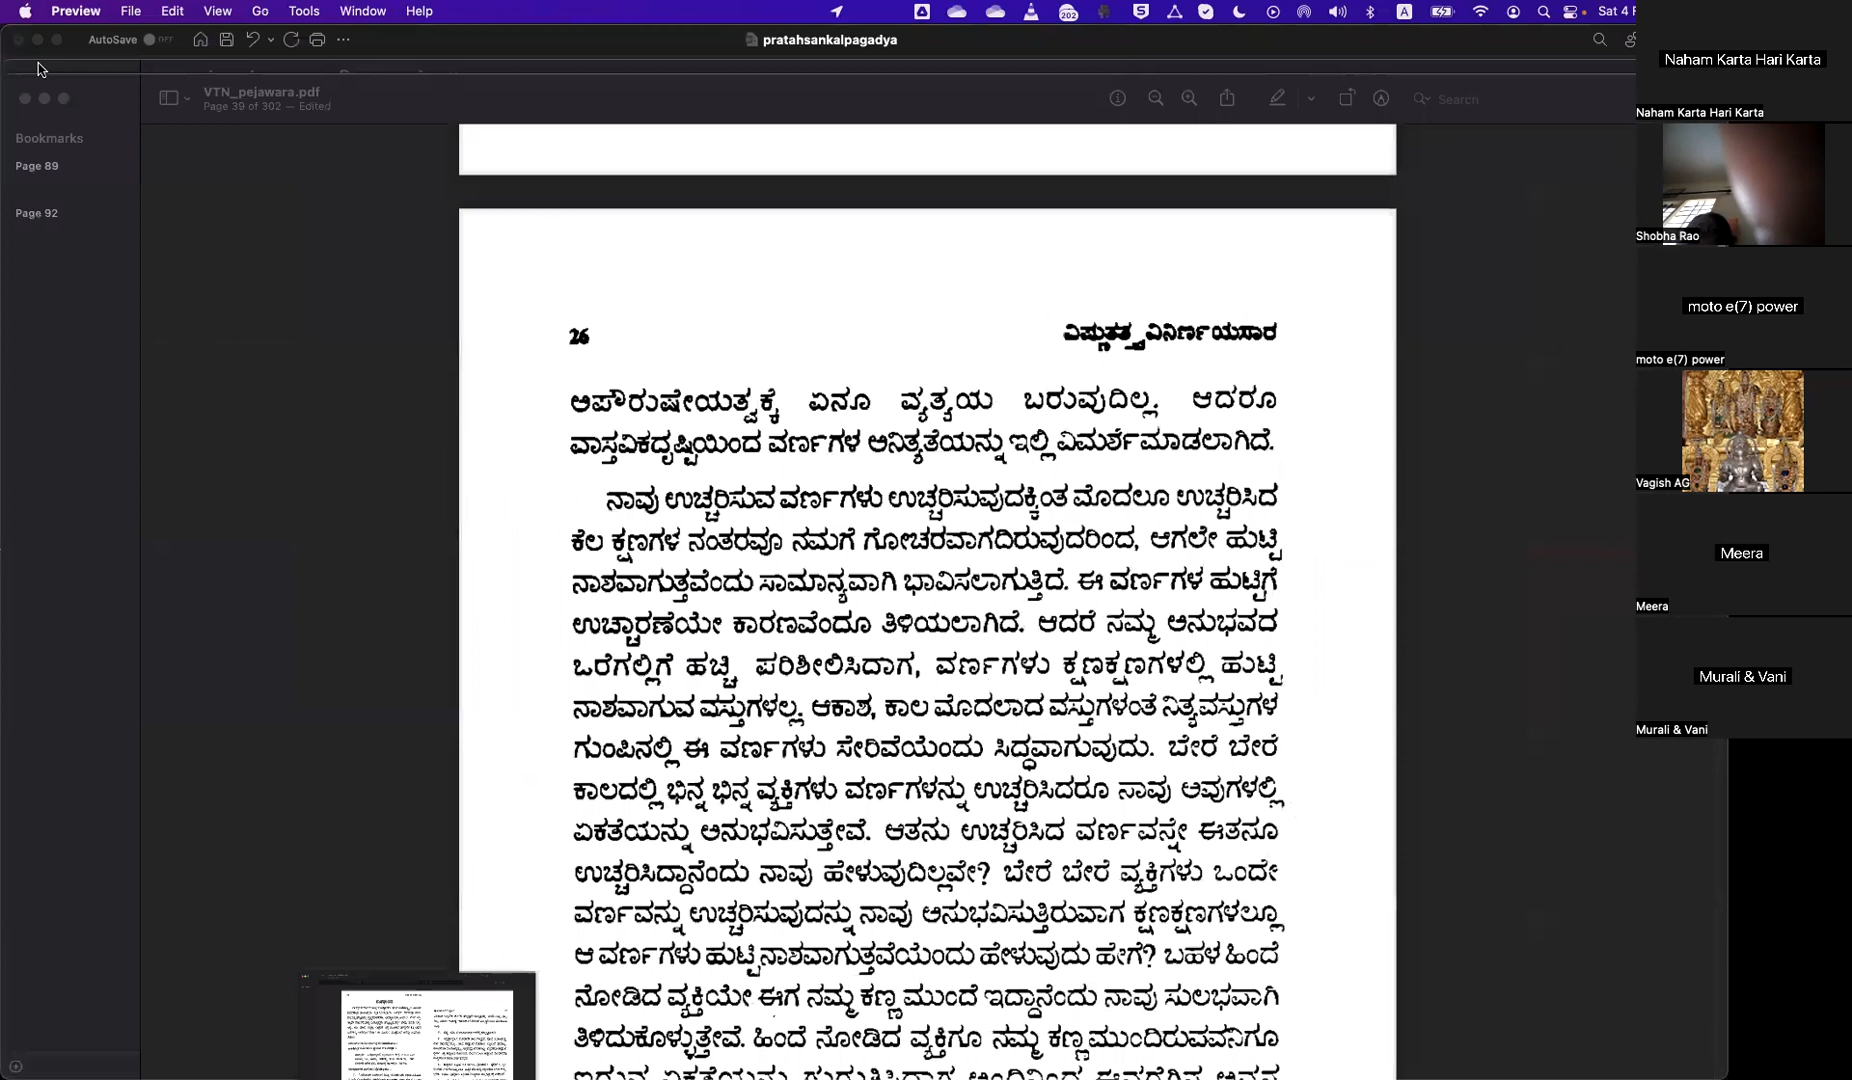 Preview File Edit View Go Tools Window Help
202
A
Sat 4 F
AutoSave OFF
pratahsankalpagadya
VTN_pejawara.pdf
Page 39 of 302 — Edited
Search
Bookmarks
Page 89
Page 92
26 ವಿಷ್ಣುತತ್ತ್ವವಿನಿರ್ಣಯಸಾರ
ಅಪೌರುಷೇಯತ್ವಕ್ಕೆ ಏನೂ ವ್ಯತ್ಯಯ ಬರುವುದಿಲ್ಲ. ಆದರೂ
ವಾಸ್ತವಿಕದೃಷ್ಟಿಯಿಂದ ವರ್ಣಗಳ ಅನಿತ್ಯತೆಯನ್ನು ಇಲ್ಲಿ ವಿಮರ್ಶೆಮಾಡಲಾಗಿದೆ.
ನಾವು ಉಚ್ಚರಿಸುವ ವರ್ಣಗಳು ಉಚ್ಚರಿಸುವುದಕ್ಕಿಂತ ಮೊದಲೂ ಉಚ್ಚರಿಸಿದ
ಕೆಲ ಕ್ಷಣಗಳ ನಂತರವೂ ನಮಗೆ ಗೋಚರವಾಗದಿರುವುದರಿಂದ, ಆಗಲೇ ಹುಟ್ಟಿ
ನಾಶವಾಗುತ್ತವೆಂದು ಸಾಮಾನ್ಯವಾಗಿ ಭಾವಿಸಲಾಗುತ್ತಿದೆ. ಈ ವರ್ಣಗಳ ಹುಟ್ಟಿಗೆ
ಉಚ್ಚಾರಣೆಯೇ ಕಾರಣವೆಂದೂ ತಿಳಿಯಲಾಗಿದೆ. ಆದರೆ ನಮ್ಮ ಅನುಭವದ
ಒರೆಗಲ್ಲಿಗೆ ಹಚ್ಚಿ ಪರಿಶೀಲಿಸಿದಾಗ, ವರ್ಣಗಳು ಕ್ಷಣಕ್ಷಣಗಳಲ್ಲಿ ಹುಟ್ಟಿ
ನಾಶವಾಗುವ ವಸ್ತುಗಳಲ್ಲ. ಆಕಾಶ, ಕಾಲ ಮೊದಲಾದ ವಸ್ತುಗಳಂತೆ ನಿತ್ಯವಸ್ತುಗಳ
ಗುಂಪಿನಲ್ಲಿ ಈ ವರ್ಣಗಳು ಸೇರಿವೆಯೆಂದು ಸಿದ್ಧವಾಗುವುದು. ಬೇರೆ ಬೇರೆ
ಕಾಲದಲ್ಲಿ ಭಿನ್ನ ಭಿನ್ನ ವ್ಯಕ್ತಿಗಳು ವರ್ಣಗಳನ್ನು ಉಚ್ಚರಿಸಿದರೂ ನಾವು ಅವುಗಳಲ್ಲಿ
ಏಕತೆಯನ್ನು ಅನುಭವಿಸುತ್ತೇವೆ. ಆತನು ಉಚ್ಚರಿಸಿದ ವರ್ಣವನ್ನೇ ಈತನೂ
ಉಚ್ಚರಿಸಿದ್ದಾನೆಂದು ನಾವು ಹೇಳುವುದಿಲ್ಲವೇ? ಬೇರೆ ಬೇರೆ ವ್ಯಕ್ತಿಗಳು ಒಂದೇ
ವರ್ಣವನ್ನು ಉಚ್ಚರಿಸುವುದನ್ನು ನಾವು ಅನುಭವಿಸುತ್ತಿರುವಾಗ ಕ್ಷಣಕ್ಷಣಗಳಲ್ಲೂ
ಆ ವರ್ಣಗಳು ಹುಟ್ಟಿನಾಶವಾಗುತ್ತವೆಯೆಂದು ಹೇಳುವುದು ಹೇಗೆ? ಬಹಳ ಹಿಂದೆ
ನೋಡಿದ ವ್ಯಕ್ತಿಯೇ ಈಗ ನಮ್ಮ ಕಣ್ಣ ಮುಂದೆ ಇದ್ದಾನೆಂದು ನಾವು ಸುಲಭವಾಗಿ
ತಿಳಿದುಕೊಳ್ಳುತ್ತೇವೆ. ಹಿಂದೆ ನೋಡಿದ ವ್ಯಕ್ತಿಗೂ ನಮ್ಮ ಕಣ್ಣಮುಂದಿರುವವನಿಗೂ
Naham Karta Hari Karta
Naham Karta Hari Karta
Shobha Rao
moto e(7) power
moto e(7) power
Vagish AG
Meera
Meera
Murali & Vani
Murali & Vani